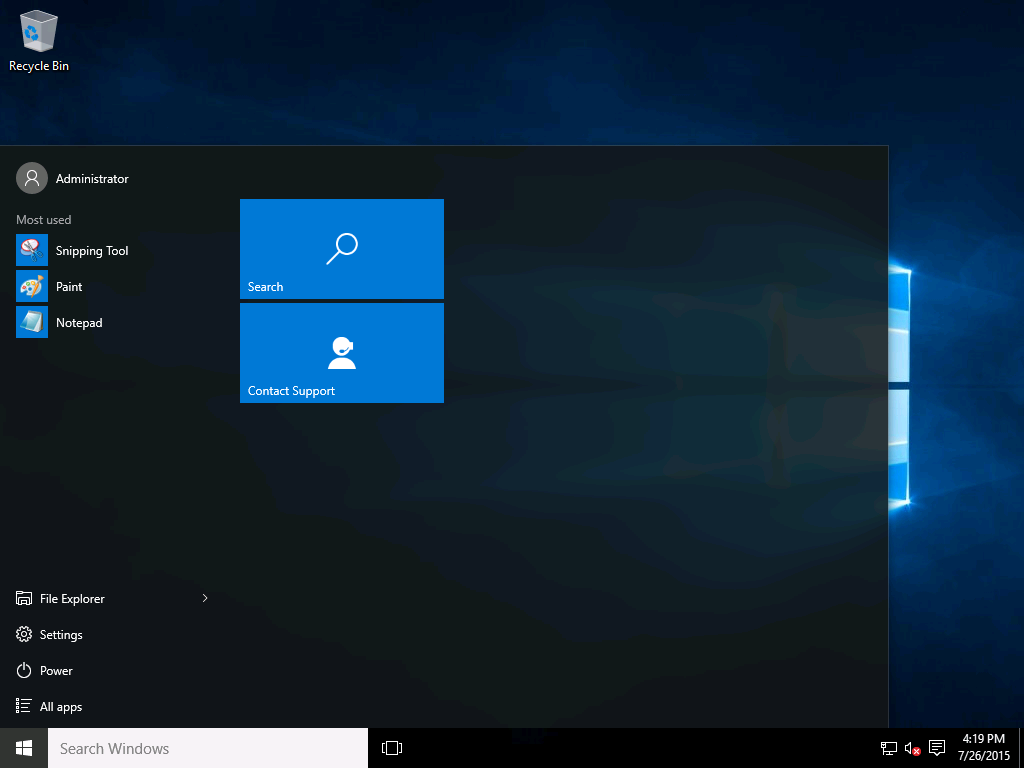 Recycle Bin
Administrator
Most used
Snipping Tool
Paint
Notepad
Search
Contact Support
File Explorer
Settings
Power
All apps
Search Windows
4:19 PM
7/26/2015